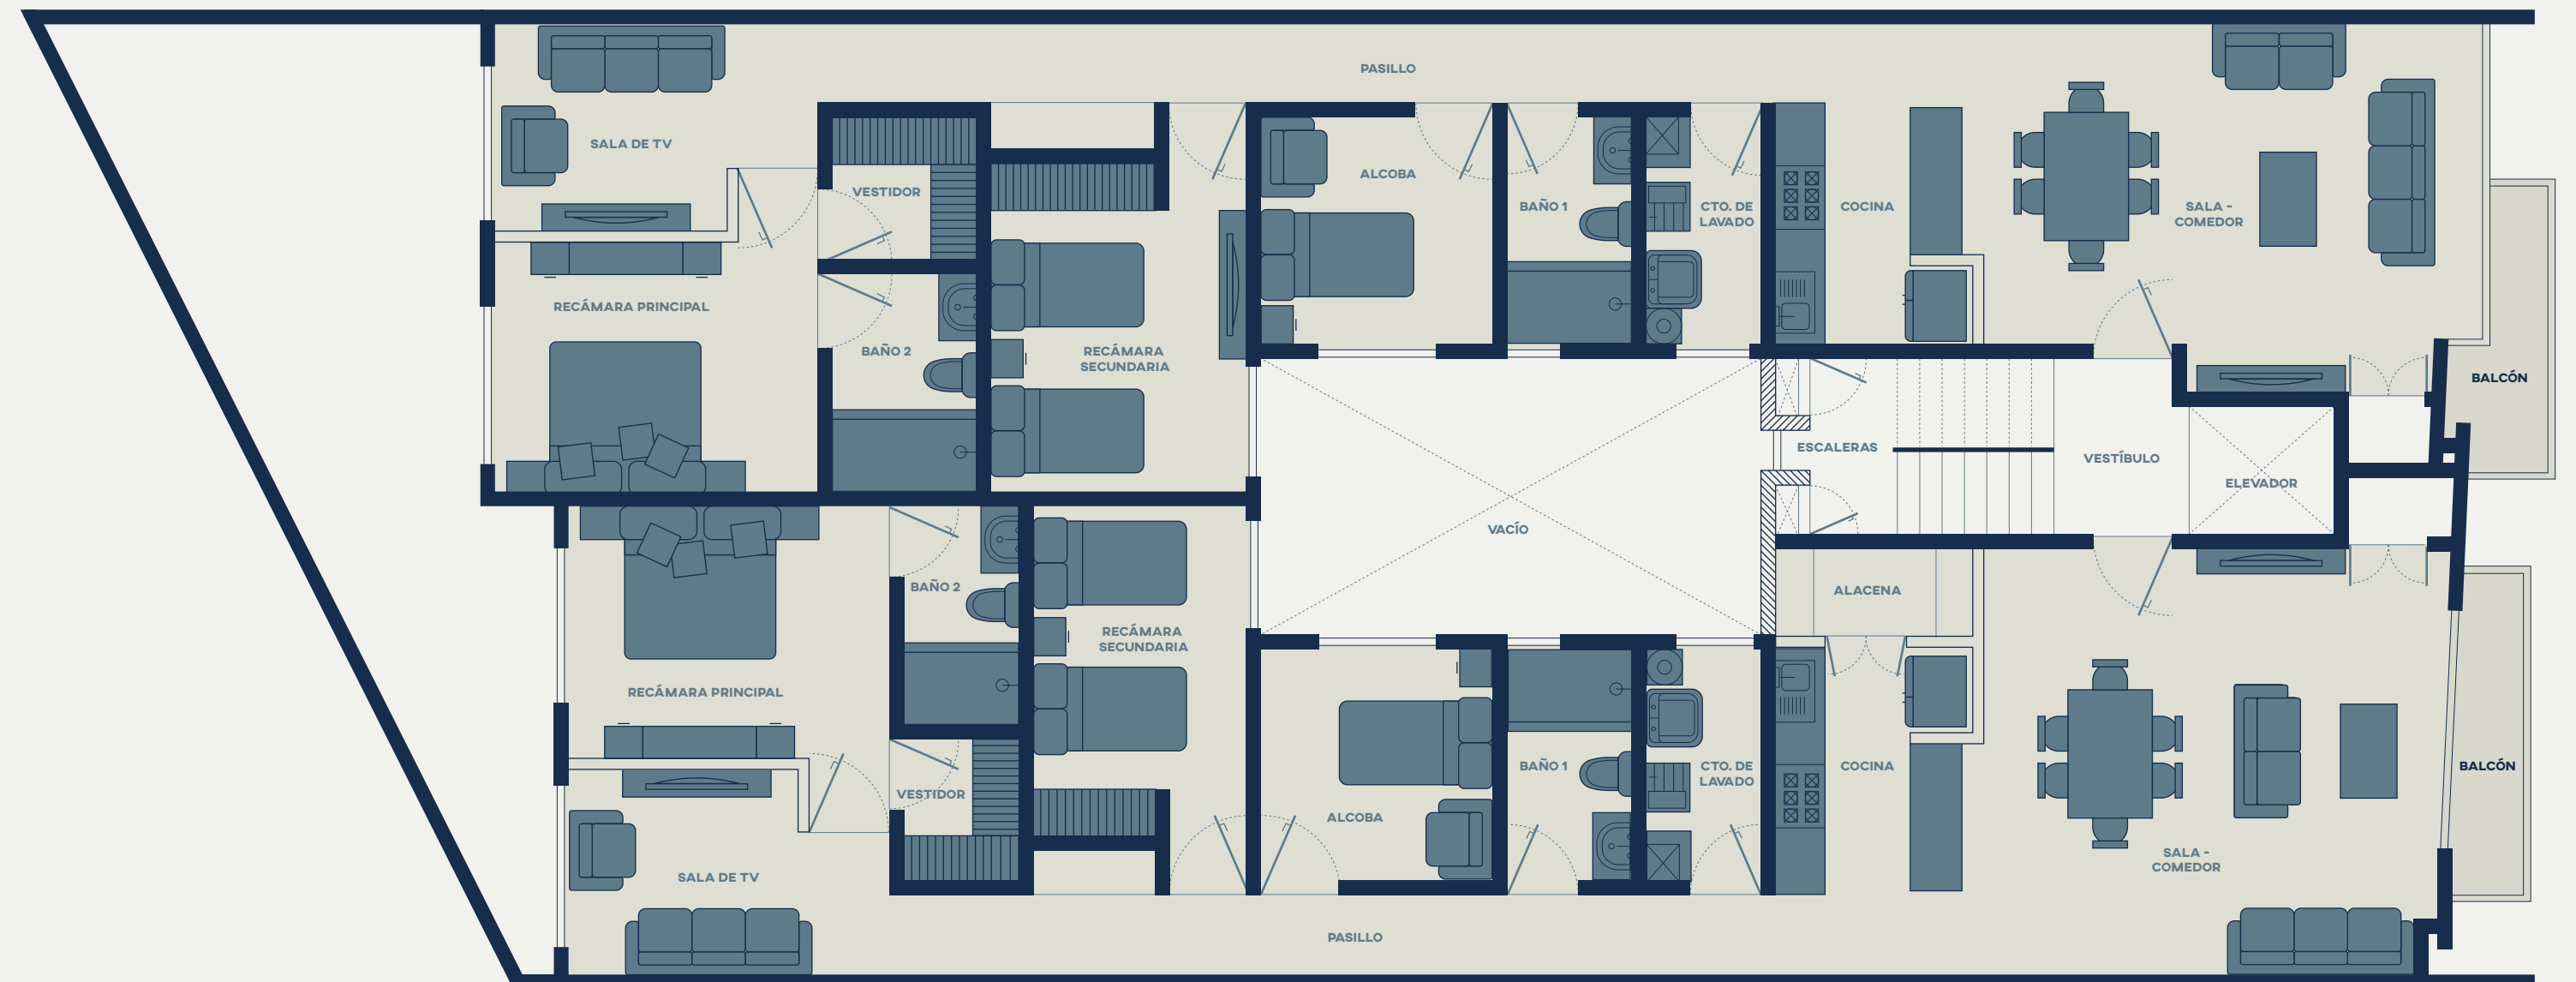 PASILLO
SALA DE TV
VESTIDOR
ALCOBA
BAÑO 1
CTO. DE
LAVADO
COCINA
SALA -
COMEDOR
RECÁMARA PRINCIPAL
BAÑO 2
RECÁMARA
SECUNDARIA
BALCÓN
ESCALERAS
VESTÍBULO
ELEVADOR
VACÍO
BAÑO 2
ALACENA
RECÁMARA
SECUNDARIA
RECÁMARA PRINCIPAL
VESTIDOR
BAÑO 1
CTO. DE
LAVADO
COCINA
BALCÓN
ALCOBA
SALA -
COMEDOR
SALA DE TV
PASILLO